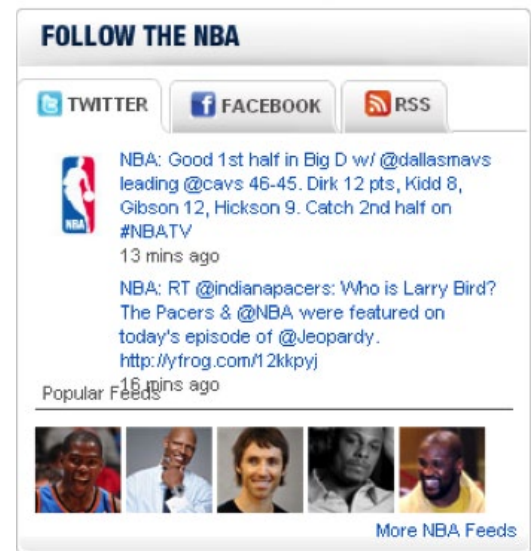 FOLLOW THE NBA
TWITTER
FACEBOOK
RSS
NBA: Good 1st half in Big D w/ @dallasmavs
leading @cavs 46-45. Dirk 12 pts, Kidd 8,
Gibson 12, Hickson 9. Catch 2nd half on
#NBATV
13 mins ago
NBA: RT @indianapacers: Who is Larry Bird?
The Pacers & @NBA were featured on
today's episode of @Jeopardy.
http://yfrog.com/12kkpyj
16 mins ago
Popular Feeds
More NBA Feeds
NBA